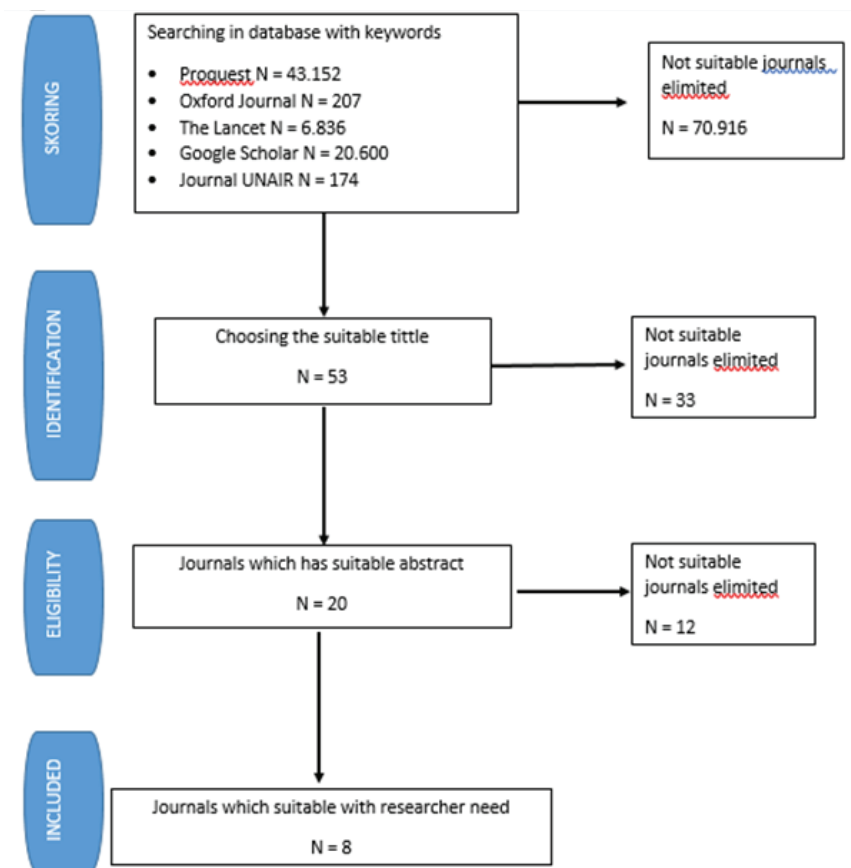 SKORING
Searching in database with keywords
• Proquest N = 43.152
• Oxford Journal N = 207
• The Lancet N = 6.836
• Google Scholar N = 20.600
• Journal UNAIR N = 174
Not suitable journals
elimited
N = 70.916
IDENTIFICATION
Choosing the suitable tittle
N = 53
Not suitable
journals elimited
N = 33
ELIGIBILITY
Journals which has suitable abstract
N = 20
Not suitable
journals elimited
N = 12
INCLUDED
Journals which suitable with researcher need
N = 8